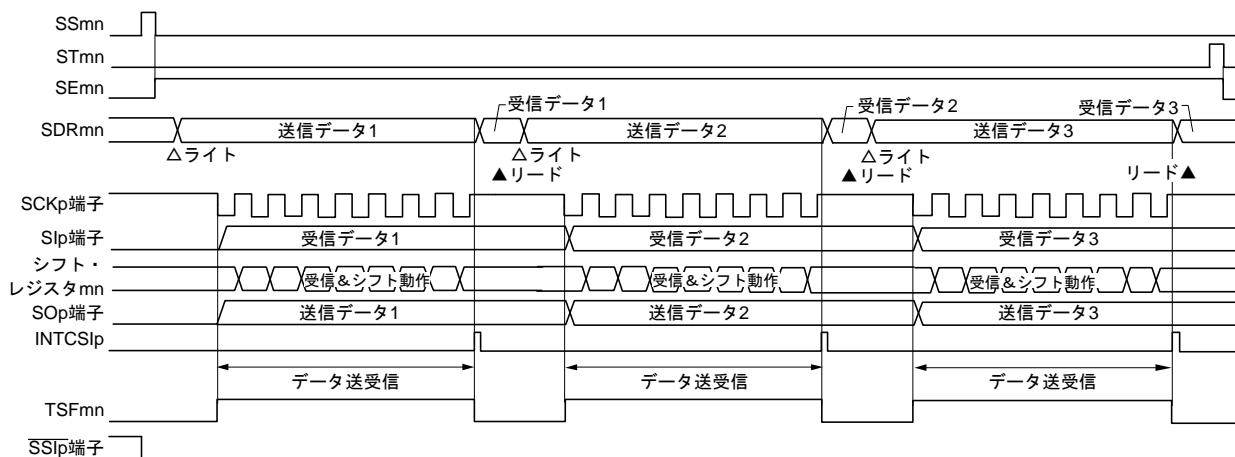 SSmn
STmn
SEmn
受信データ1
受信データ2
受信データ3
SDRmn
送信データ1
送信データ2
送信データ3
△ライト
△ライト
△ライト
▲リード
▲リード
リード▲
SCKp端子
SIp端子
受信データ1
受信データ2
受信データ3
シフト・
レジスタmn
受信&シフト動作
受信&シフト動作
受信&シフト動作
SOp端子
送信データ1
送信データ2
送信データ3
INTCSIp
データ送受信
データ送受信
データ送受信
TSFmn
SSIp端子